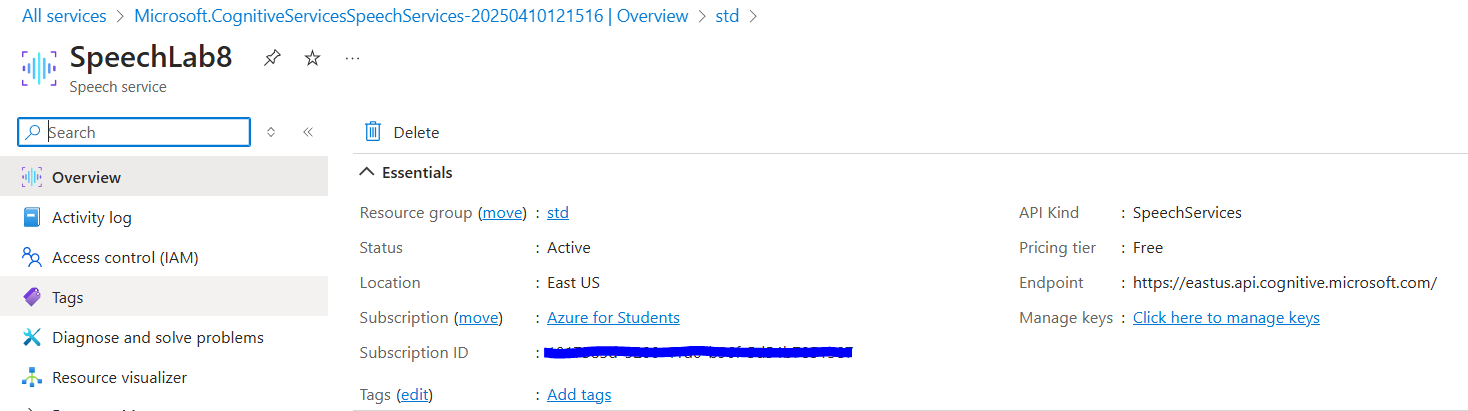 All services > Microsoft.CognitiveServicesSpeechServices-20250410121516 | Overview > std >
SpeechLab8
Speech service
Search
Delete
Overview
Activity log
Access control (IAM)
Tags
Diagnose and solve problems
Resource visualizer
Essentials
Resource group (move) : std
Status : Active
Location : East US
Subscription (move) : Azure for Students
Subscription ID :
Tags (edit) : Add tags
API Kind : SpeechServices
Pricing tier : Free
Endpoint : https://eastus.api.cognitive.microsoft.com/
Manage keys : Click here to manage keys